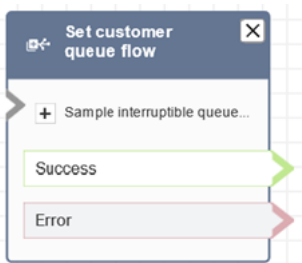 Set customer
queue flow
Sample interruptible queue...
Success
Error